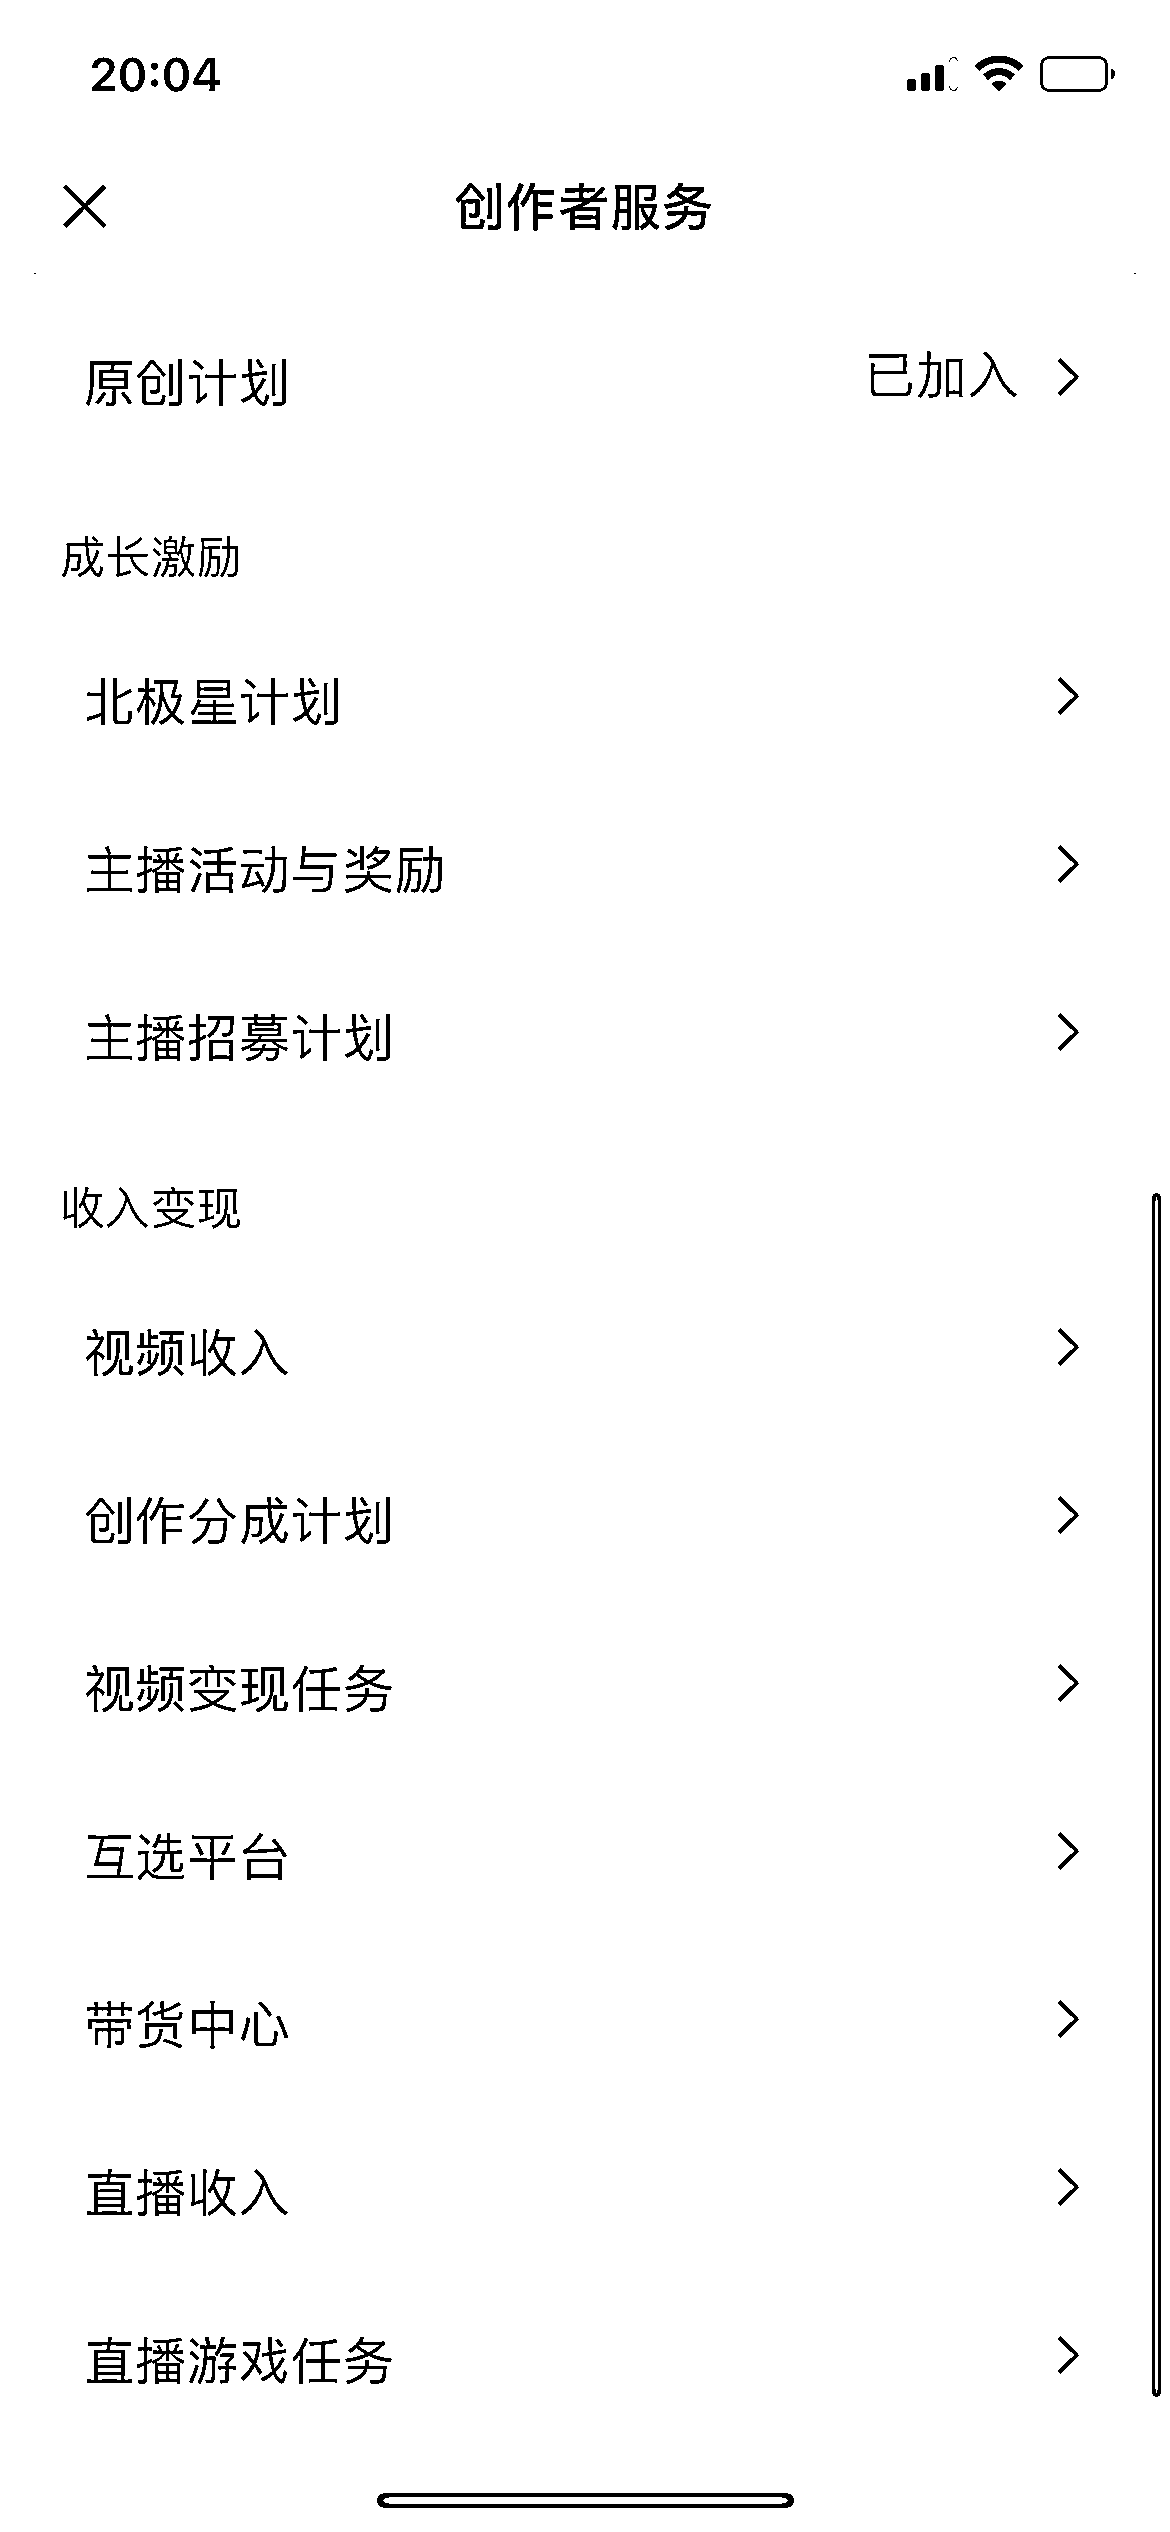 20:04
创作者服务
原创计划 已加入
成长激励
北极星计划
主播活动与奖励
主播招募计划
收入变现
视频收入
创作分成计划
视频变现任务
互选平台
带货中心
直播收入
直播游戏任务